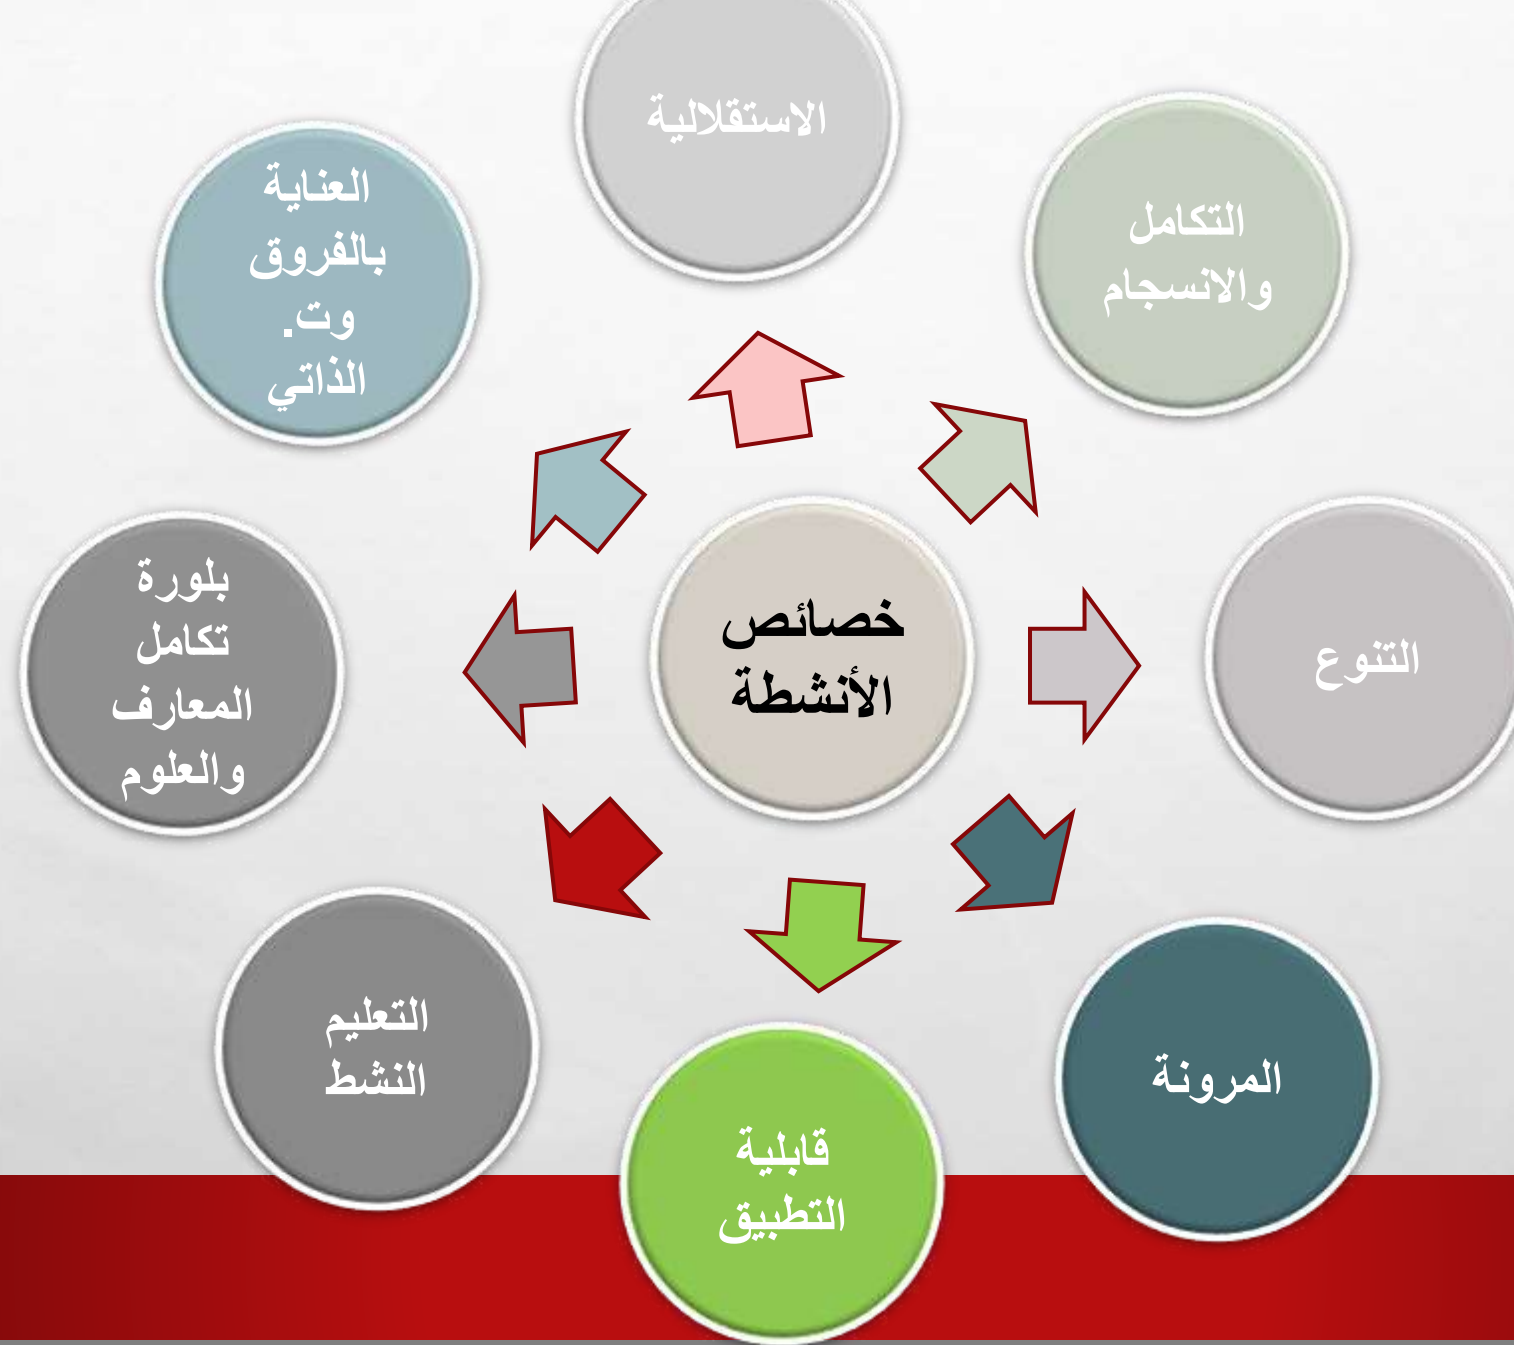 خصائص
الأنشطة
الاستقلالية
التكامل
والانسجام
التنوع
المرونة
قابلية
التطبيق
التعليم
النشط
بلورة
تكامل
المعارف
والعلوم
العناية
بالفروق
وت.
الذاتي